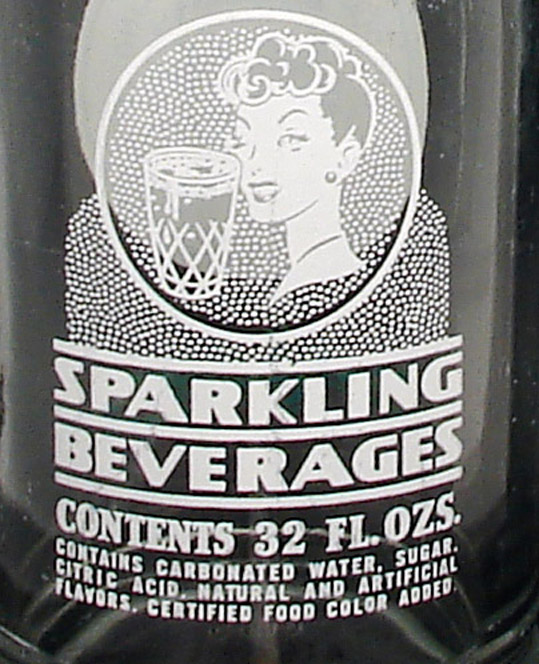 SPARKLING
BEVERAGES
CONTENTS 32 FL. OZS.
CONTAINS CARBONATED WATER, SUGAR,
CITRIC ACID, NATURAL AND ARTIFICIAL
FLAVORS. CERTIFIED FOOD COLOR ADDED.